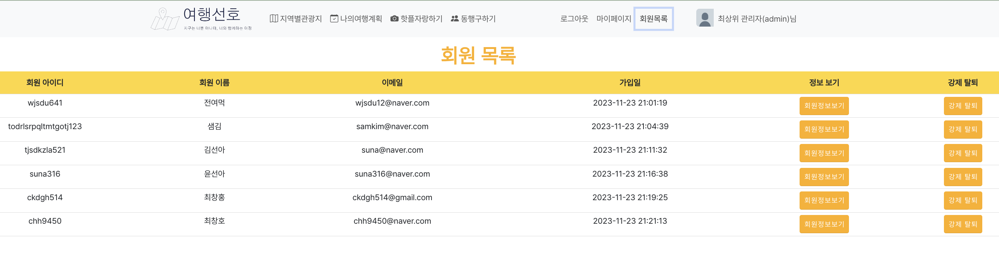 여행선호
지구는 너뿐 아니야, 너와 함께하는 여정
지역별관광지 나의여행계획 핫플자랑하기 동행구하기 로그아웃 마이페이지 회원목록 최상위 관리자(admin)님
회원 목록
회원 아이디 회원 이름 이메일 가입일 정보 보기 강제 탈퇴
wjsdu641 전여먹 wjsdu12@naver.com 2023-11-23 21:01:19 회원정보보기 강제 탈퇴
todrlsrpqltmtgotj123 샘김 samkim@naver.com 2023-11-23 21:04:39 회원정보보기 강제 탈퇴
tjsdkzla521 김선아 suna@naver.com 2023-11-23 21:11:32 회원정보보기 강제 탈퇴
suna316 윤선아 suna316@naver.com 2023-11-23 21:16:38 회원정보보기 강제 탈퇴
ckdgh514 최창홍 ckdgh514@gmail.com 2023-11-23 21:19:25 회원정보보기 강제 탈퇴
chh9450 최창호 chh9450@naver.com 2023-11-23 21:21:13 회원정보보기 강제 탈퇴